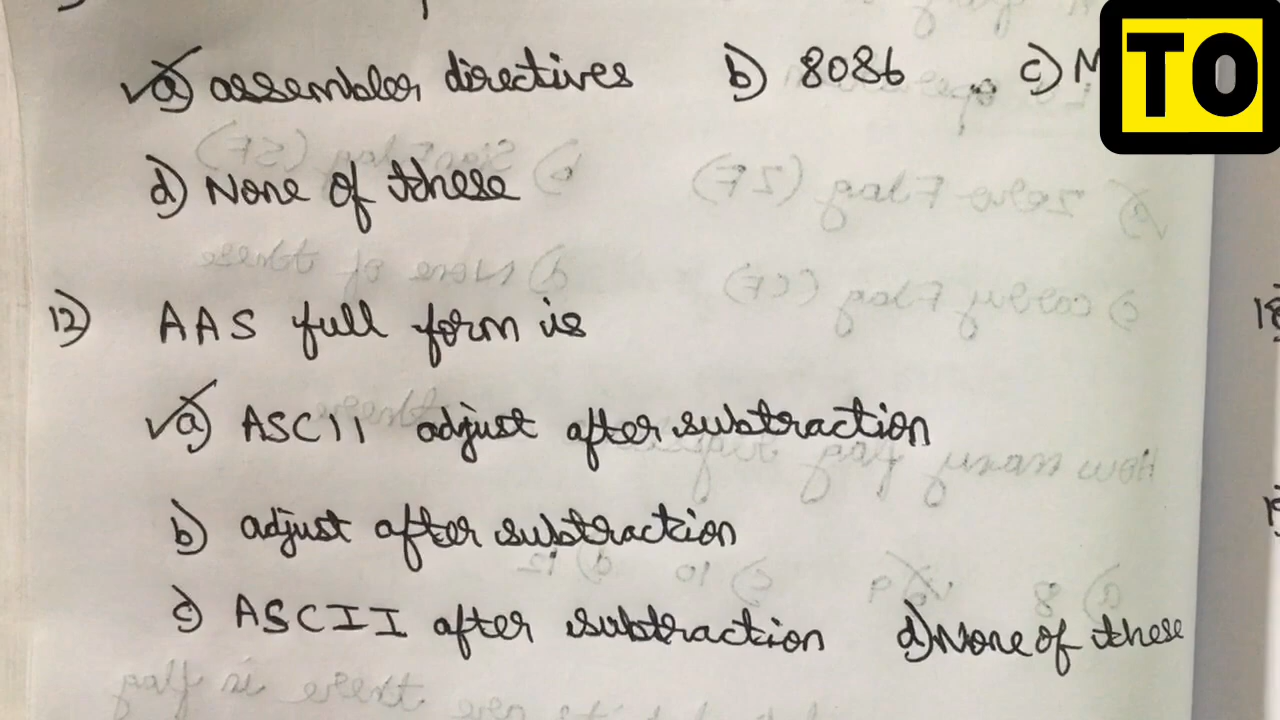 a) assembler directives b) 8086 c)
d) None of these
TO
12) AAS full form is
a) ASCII adjust after subtraction
b) adjust after subtraction
c) ASCII after subtraction d) None of these
18